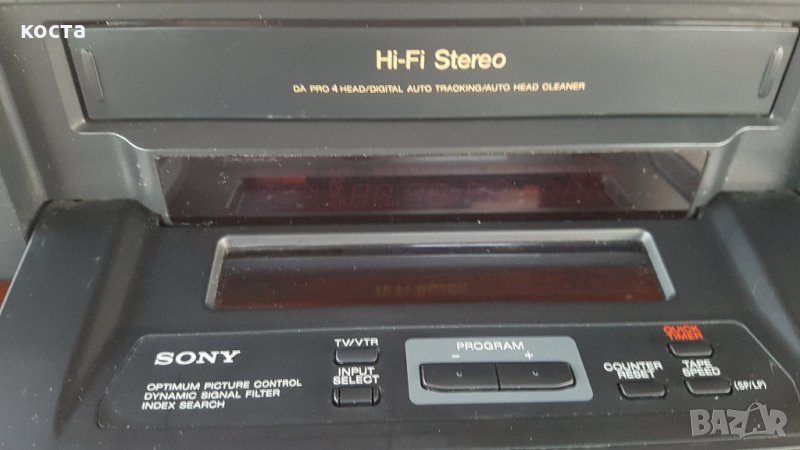 коста
Hi-Fi Stereo
DA PRO 4 HEAD/DIGITAL AUTO TRACKING/AUTO HEAD CLEANER
SONY
OPTIMUM PICTURE CONTROL
DYNAMIC SIGNAL FILTER
INDEX SEARCH
TV/VTR
INPUT
SELECT
PROGRAM
− +
QUICK
TIMER
COUNTER
RESET
TAPE
SPEED
(SP/LP)
BAZAR